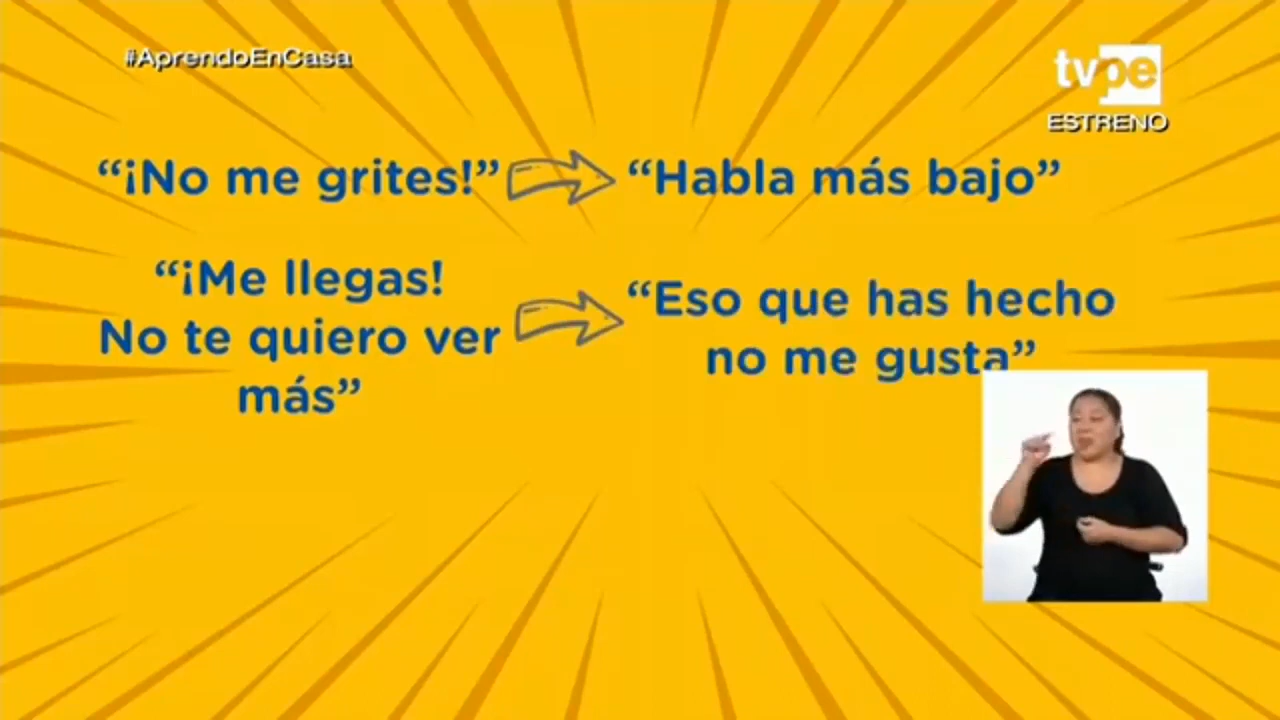 #AprendoEnCasa
tvpe
ESTRENO
“¡No me grites!” “Habla más bajo”
“¡Me llegas!
No te quiero ver
más”
“Eso que has hecho
no me gusta”